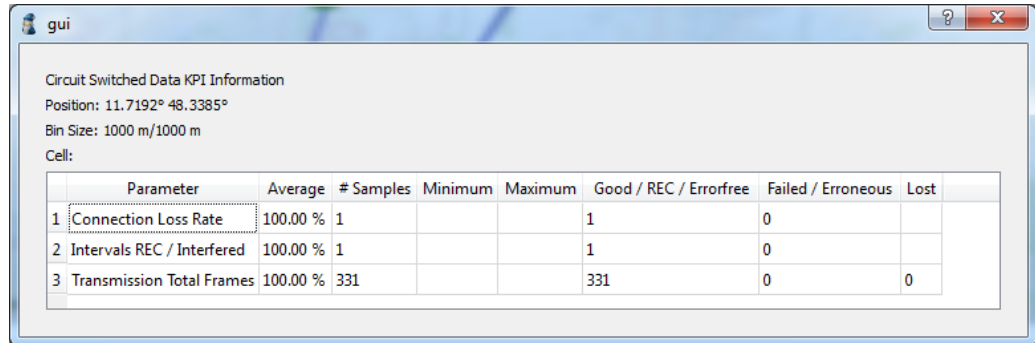 gui
Circuit Switched Data KPI Information
Position: 11.7192° 48.3385°
Bin Size: 1000 m/1000 m
Cell:
Parameter Average # Samples Minimum Maximum Good / REC / Errorfree Failed / Erroneous Lost
1 Connection Loss Rate 100.00 % 1 1 0
2 Intervals REC / Interfered 100.00 % 1 1 0
3 Transmission Total Frames 100.00 % 331 331 0 0